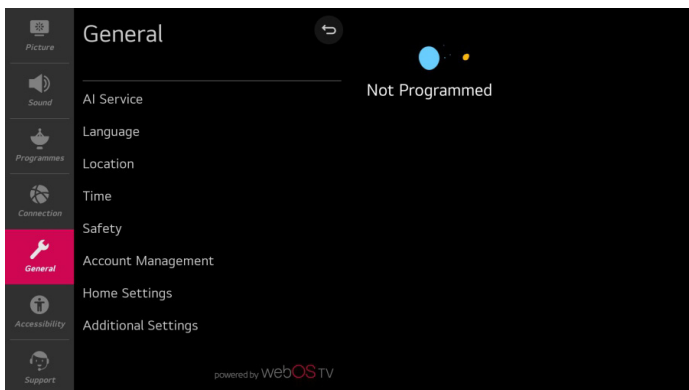 Picture
Sound
Programmes
Connection
General
Accessibility
Support
General
AI Service
Language
Location
Time
Safety
Account Management
Home Settings
Additional Settings
powered by webOS TV
Not Programmed